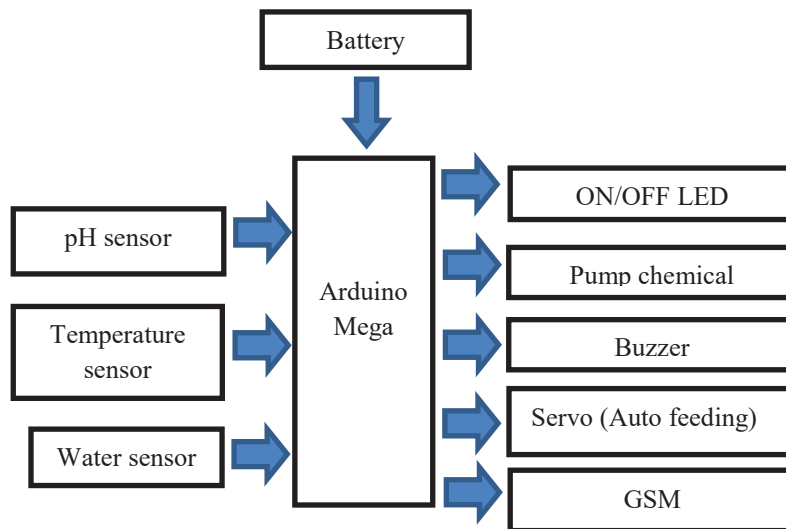 Battery
pH sensor
Temperature
sensor
Water sensor
Arduino
Mega
ON/OFF LED
Pump chemical
Buzzer
Servo (Auto feeding)
GSM